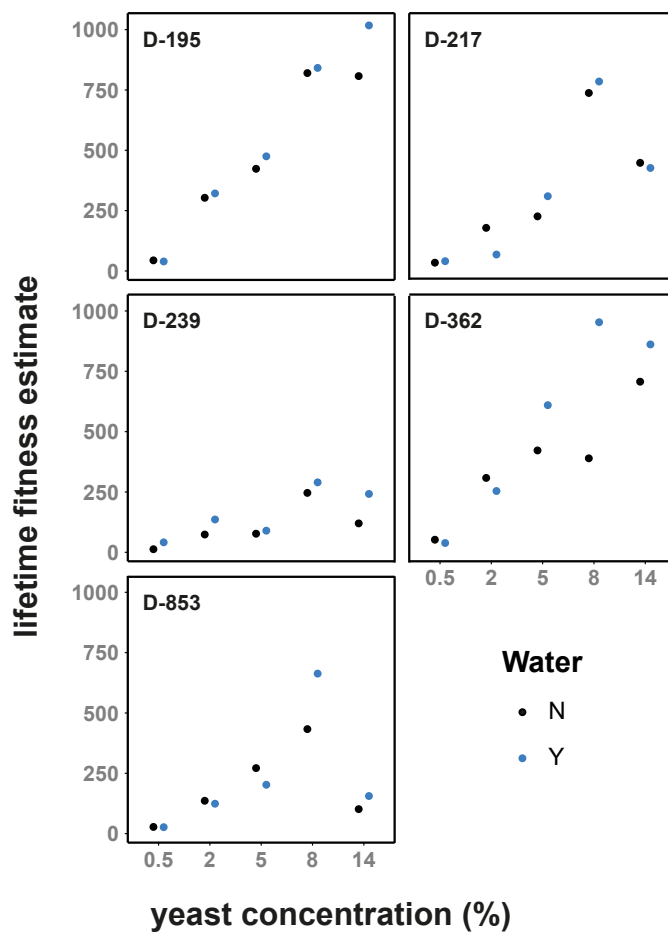 lifetime fitness estimate
D-195
D-217
1000
750
500
250
0
D-239
D-362
1000
750
500
250
0
0.5 2 5 8 14
D-853
1000
750
500
250
0
0.5 2 5 8 14
Water
N
Y
yeast concentration (%)